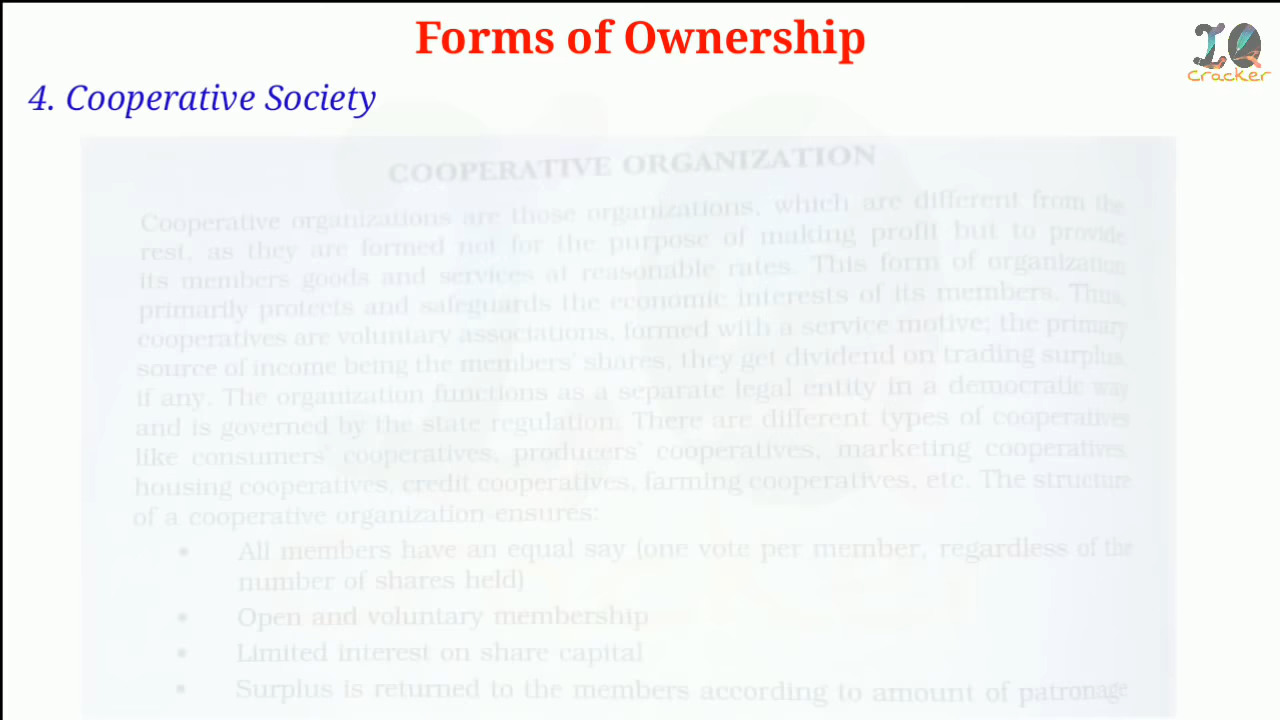 Forms of Ownership
IQ
Cracker
4. Cooperative Society
COOPERATIVE ORGANIZATION
Cooperative organizations are those organizations, which are different from the
rest, as they are formed not for the purpose of making profit but to provide
its members goods and services at reasonable rates. This form of organization
primarily protects and safeguards the economic interests of its members. Thus,
cooperatives are voluntary associations, formed with a service motive; the primary
source of income being the members' shares, they get dividend on trading surplus,
if any. The organization functions as a separate legal entity in a democratic way
and is governed by the state regulation. There are different types of cooperatives
like consumers' cooperatives, producers' cooperatives, marketing cooperatives,
housing cooperatives, credit cooperatives, farming cooperatives, etc. The structure
of a cooperative organization ensures:
• All members have an equal say (one vote per member, regardless of the
number of shares held)
• Open and voluntary membership
• Limited interest on share capital
• Surplus is returned to the members according to amount of patronage